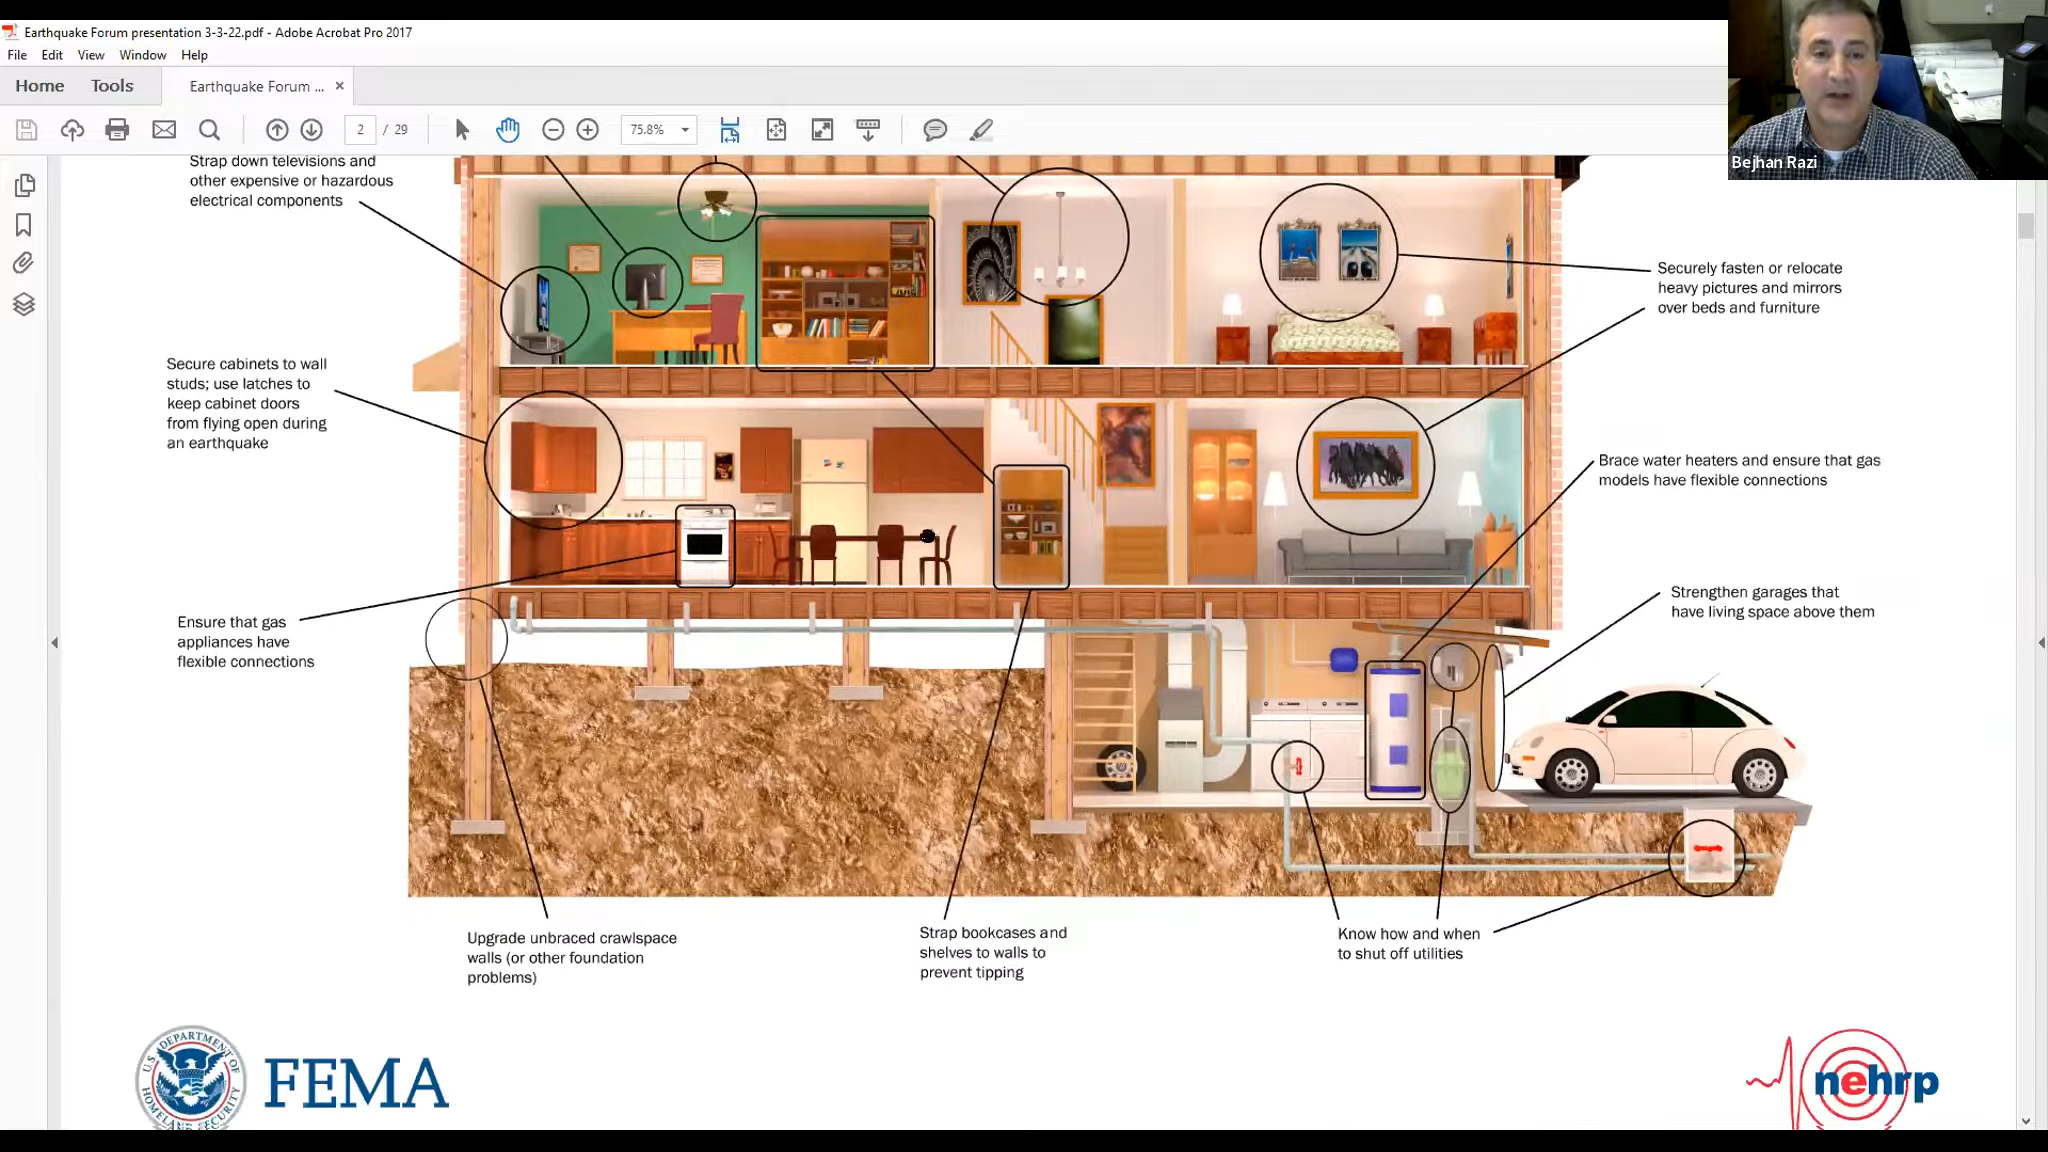 Earthquake Forum presentation 3-3-22.pdf - Adobe Acrobat Pro 2017
File Edit View Window Help
Home Tools Earthquake Forum ... ×
2 / 29 75.8%
Bejhan Razi
Strap down televisions and
other expensive or hazardous
electrical components
Securely fasten or relocate
heavy pictures and mirrors
over beds and furniture
Secure cabinets to wall
studs; use latches to
keep cabinet doors
from flying open during
an earthquake
Brace water heaters and ensure that gas
models have flexible connections
Ensure that gas
appliances have
flexible connections
Strengthen garages that
have living space above them
Upgrade unbraced crawlspace
walls (or other foundation
problems)
Strap bookcases and
shelves to walls to
prevent tipping
Know how and when
to shut off utilities
U.S. DEPARTMENT OF
HOMELAND SECURITY
FEMA
nehrp